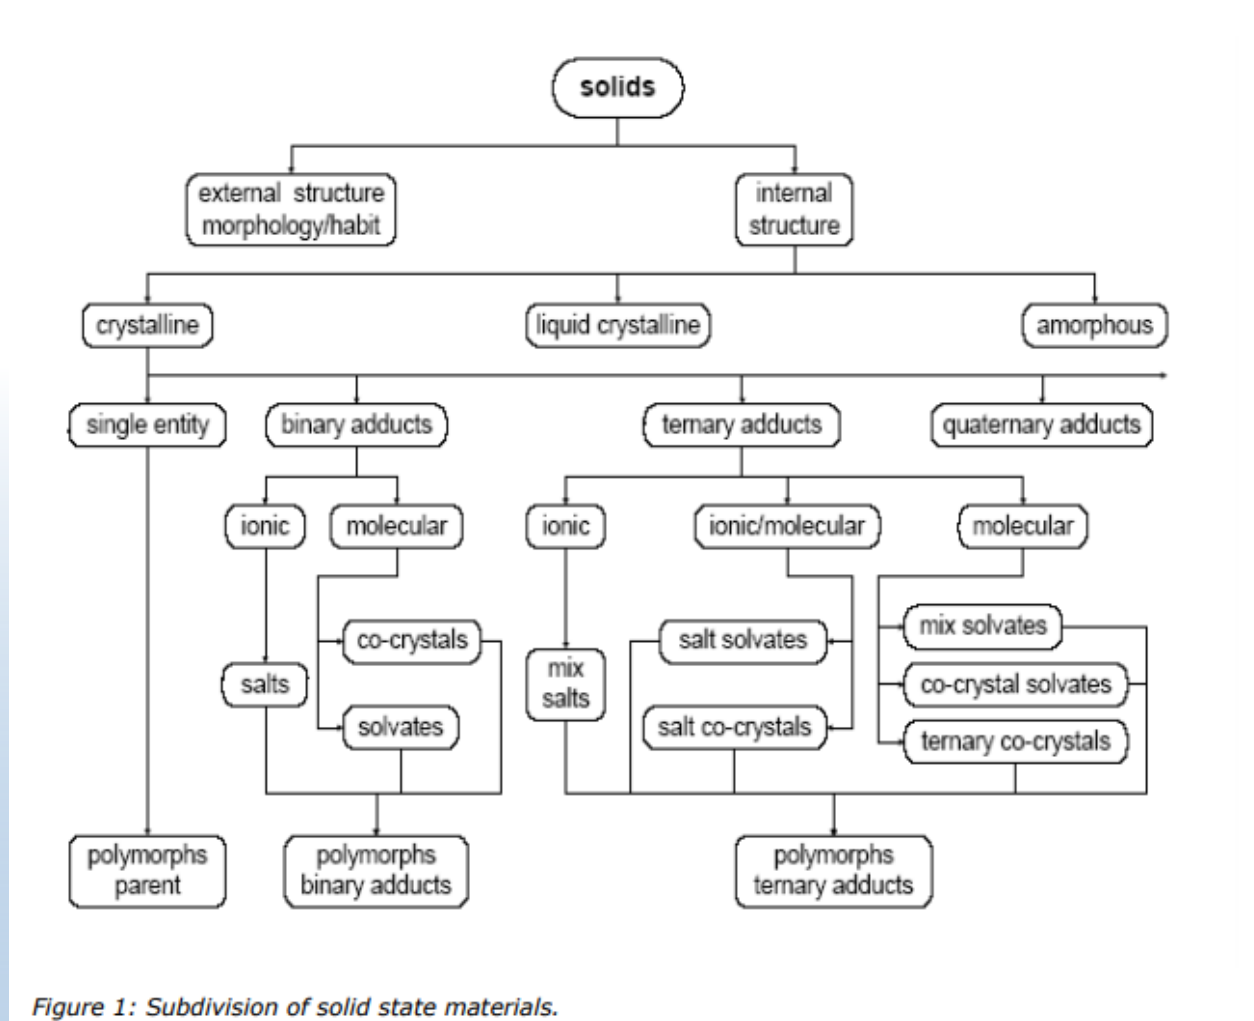 solids
external structure
morphology/habit
internal
structure
crystalline
liquid crystalline
amorphous
single entity
binary adducts
ternary adducts
quaternary adducts
ionic
molecular
ionic
ionic/molecular
molecular
co-crystals
salts
solvates
mix
salts
salt solvates
salt co-crystals
mix solvates
co-crystal solvates
ternary co-crystals
polymorphs
parent
polymorphs
binary adducts
polymorphs
ternary adducts
Figure 1: Subdivision of solid state materials.